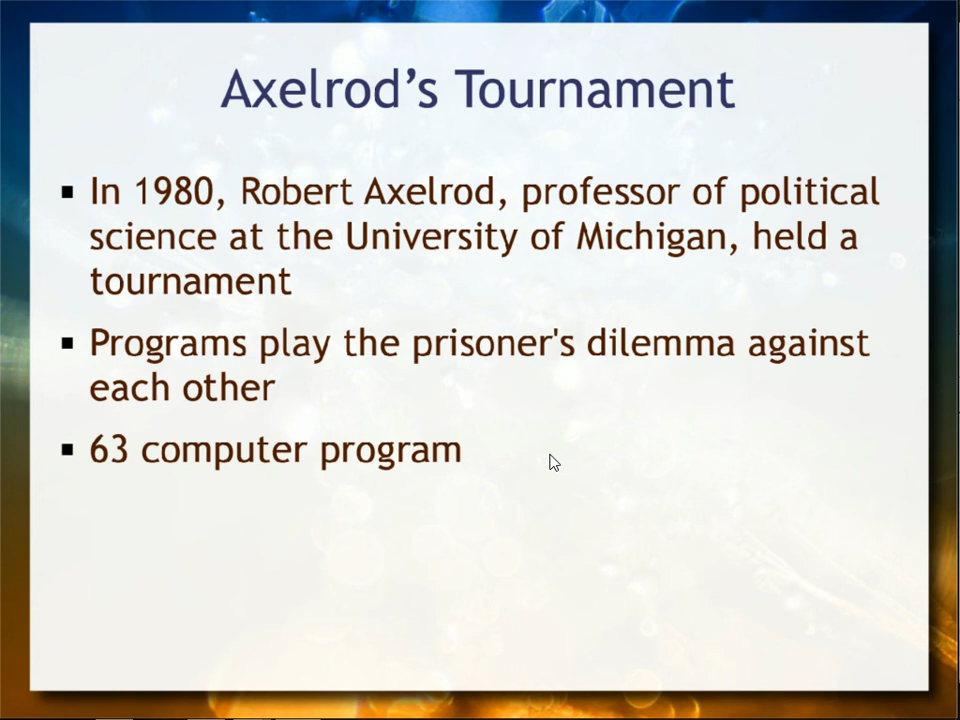 Axelrod’s Tournament
▪ In 1980, Robert Axelrod, professor of political
science at the University of Michigan, held a
tournament
▪ Programs play the prisoner's dilemma against
each other
▪ 63 computer program